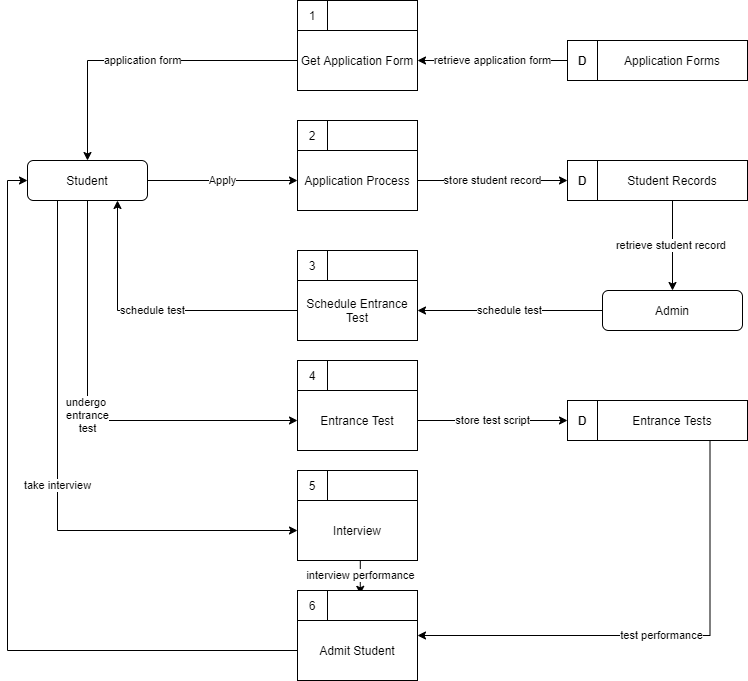 1
application form
Get Application Form
retrieve application form
D
Application Forms
2
Student
Apply
Application Process
store student record
D
Student Records
retrieve student record
3
schedule test
Schedule Entrance
Test
schedule test
Admin
4
undergo
entrance
test
Entrance Test
store test script
D
Entrance Tests
5
take interview
Interview
interview performance
6
test performance
Admit Student